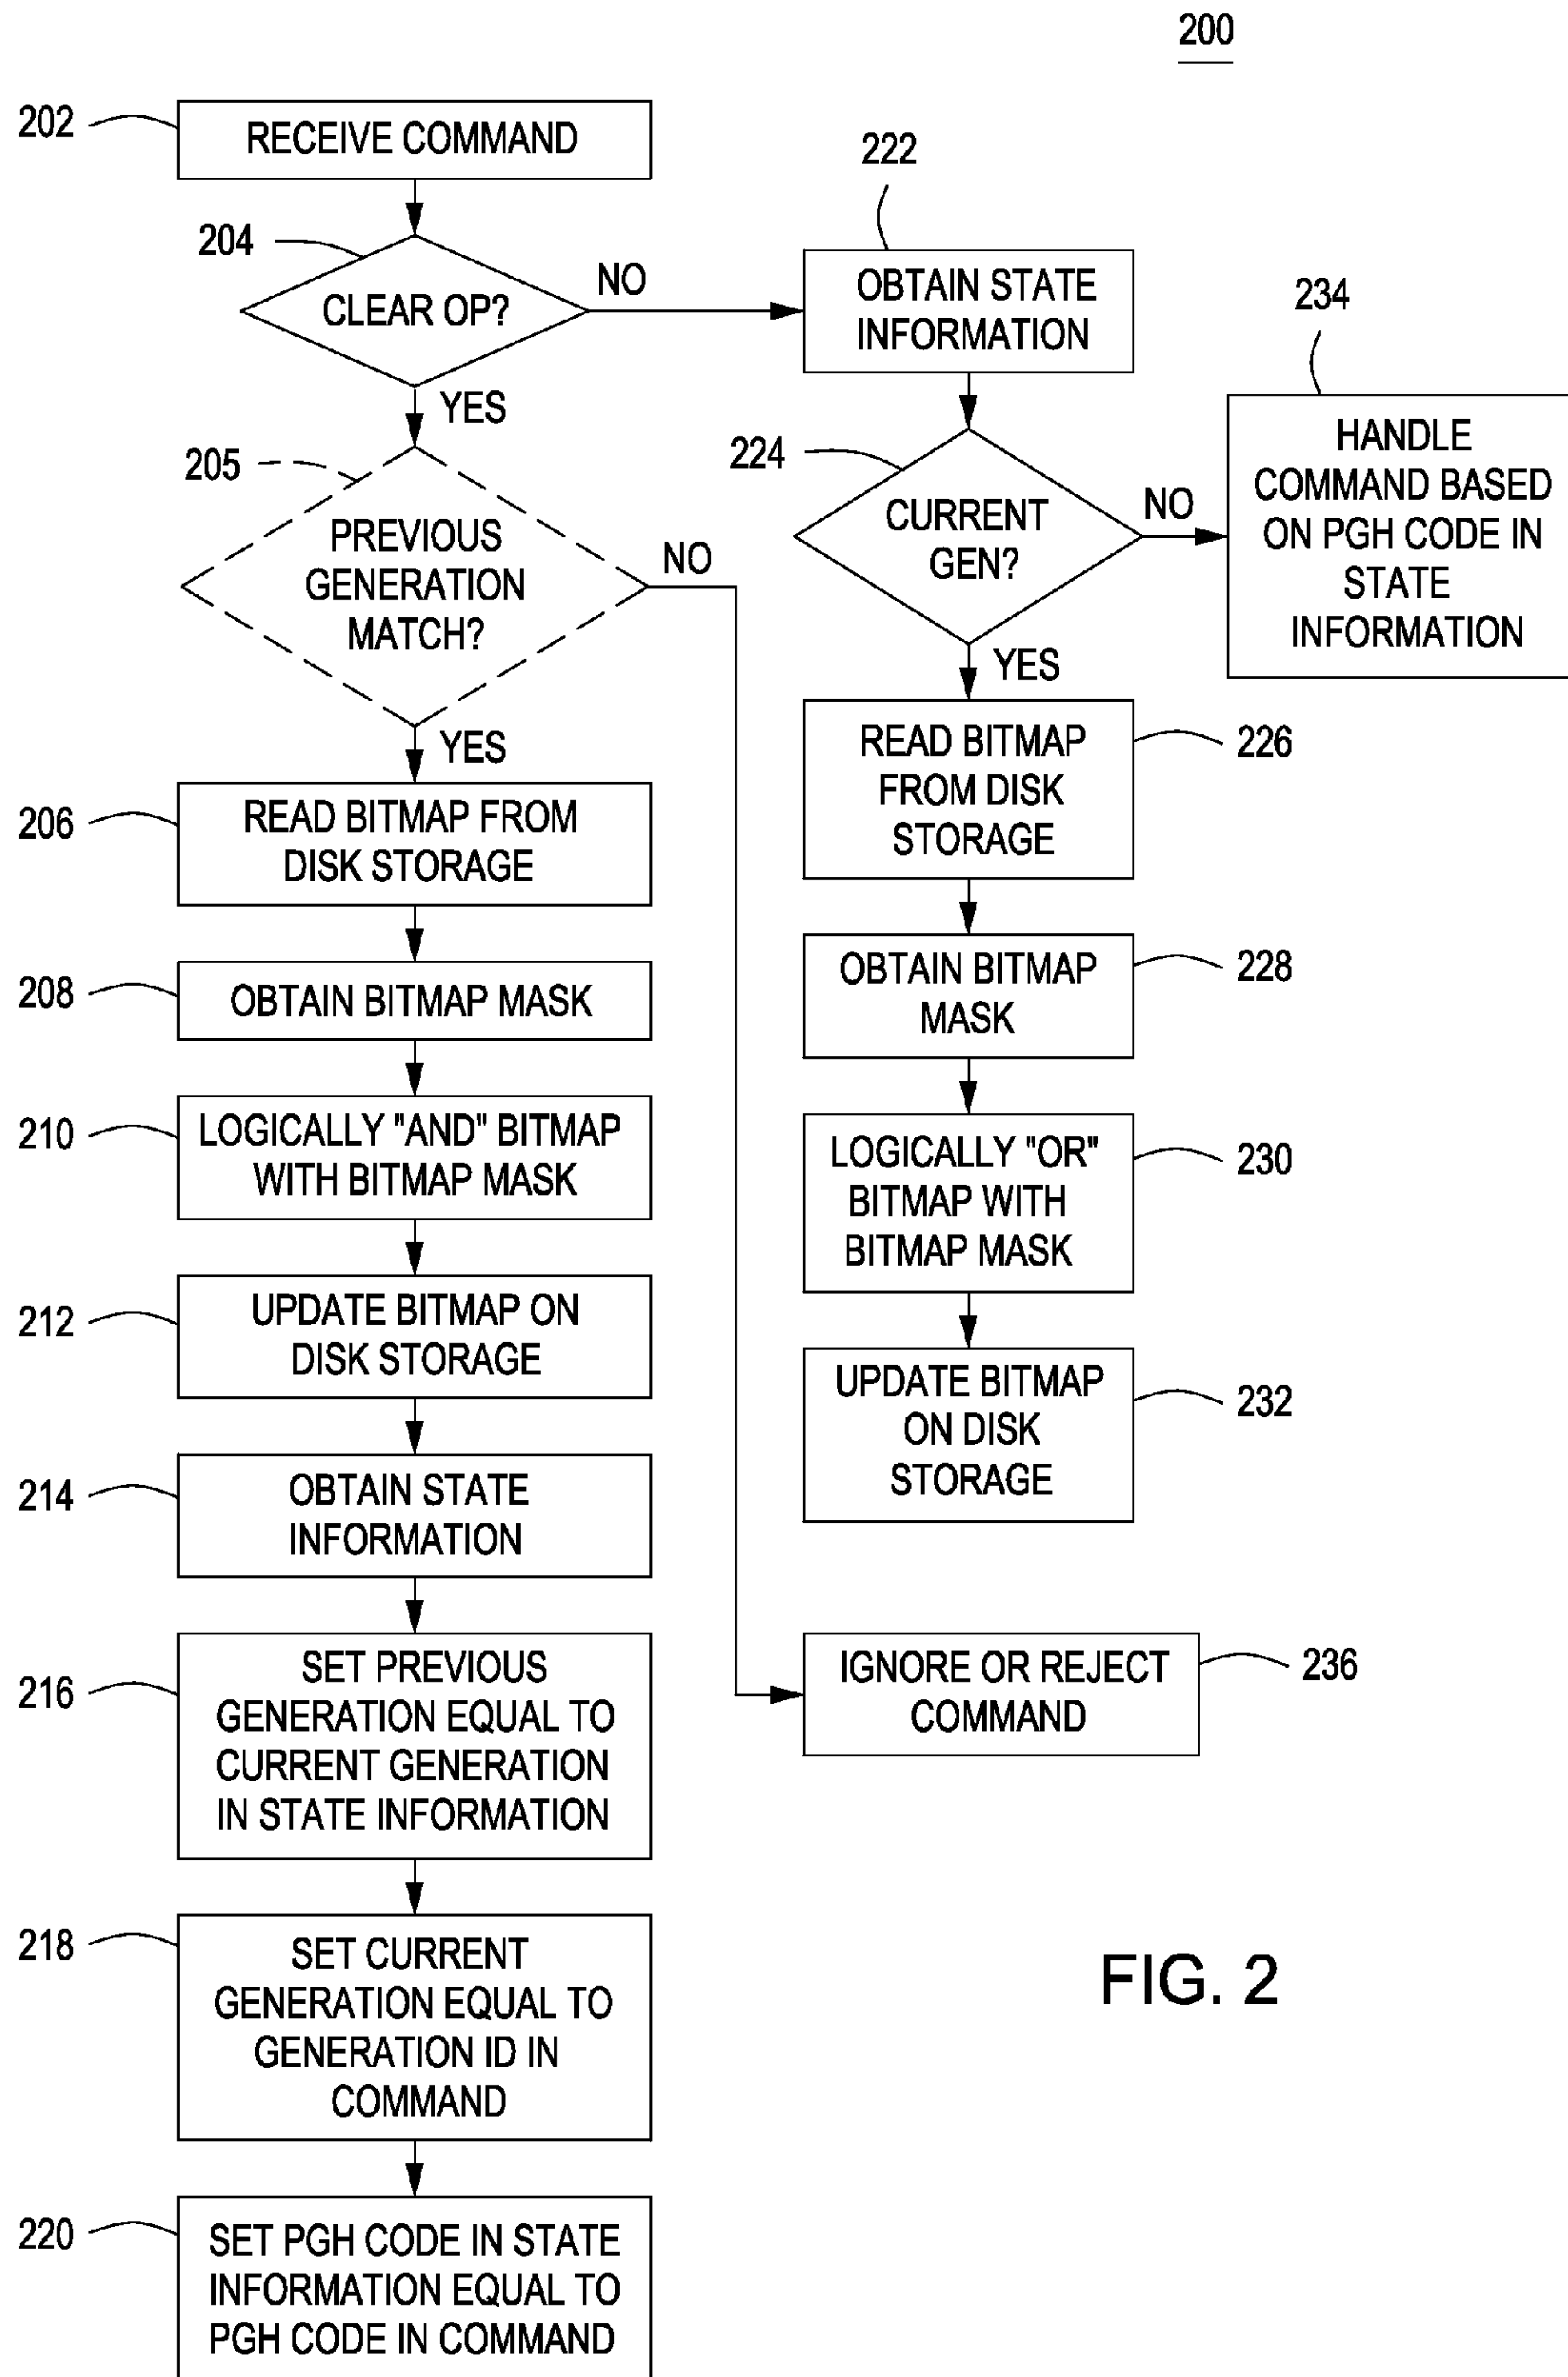 200
202
RECEIVE COMMAND
204
CLEAR OP?
NO
YES
222
OBTAIN STATE
INFORMATION
234
HANDLE
COMMAND BASED
ON PGH CODE IN
STATE
INFORMATION
224
CURRENT
GEN?
NO
YES
205
PREVIOUS
GENERATION
MATCH?
NO
YES
226
READ BITMAP
FROM DISK
STORAGE
206
READ BITMAP FROM
DISK STORAGE
228
OBTAIN BITMAP
MASK
208
OBTAIN BITMAP MASK
230
LOGICALLY "OR"
BITMAP WITH
BITMAP MASK
210
LOGICALLY "AND" BITMAP
WITH BITMAP MASK
232
UPDATE BITMAP
ON DISK
STORAGE
212
UPDATE BITMAP ON
DISK STORAGE
214
OBTAIN STATE
INFORMATION
236
IGNORE OR REJECT
COMMAND
216
SET PREVIOUS
GENERATION EQUAL TO
CURRENT GENERATION
IN STATE INFORMATION
218
SET CURRENT
GENERATION EQUAL TO
GENERATION ID IN
COMMAND
220
SET PGH CODE IN STATE
INFORMATION EQUAL TO
PGH CODE IN COMMAND
FIG. 2